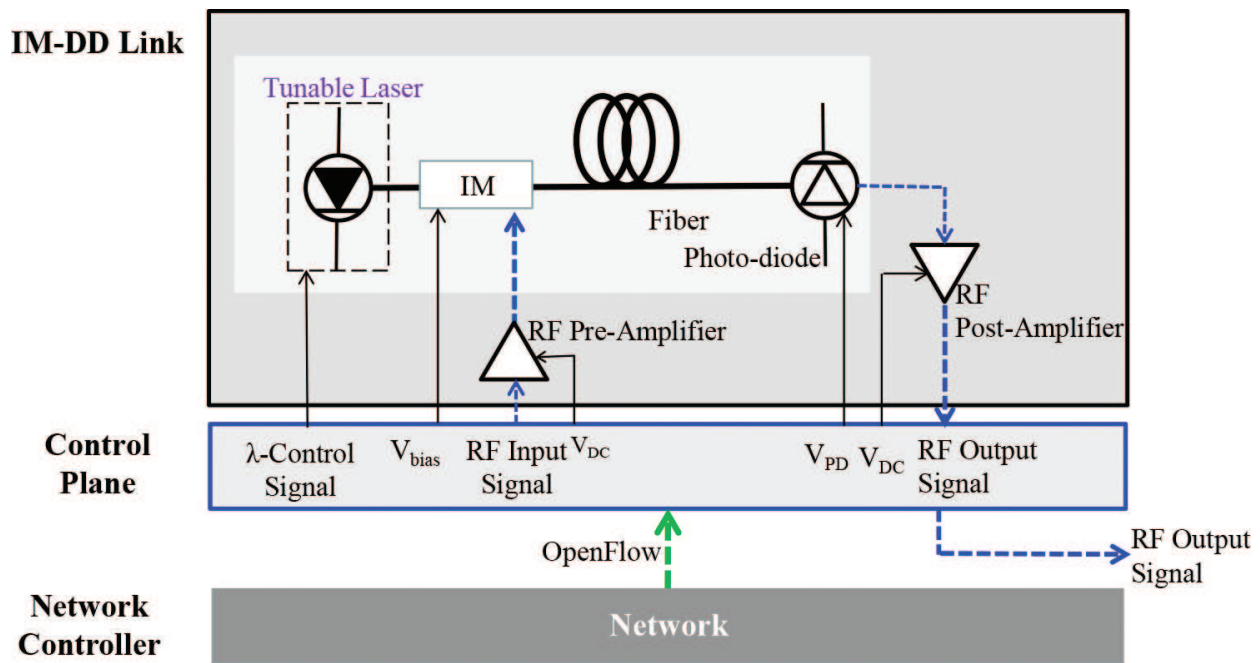 IM-DD Link
Tunable Laser
IM
Fiber
Photo-diode
RF
Post-Amplifier
RF Pre-Amplifier
Control
Plane
λ-Control
Signal
Vbias
RF Input
Signal
VDC
VPD
VDC
RF Output
Signal
OpenFlow
RF Output
Signal
Network
Controller
Network